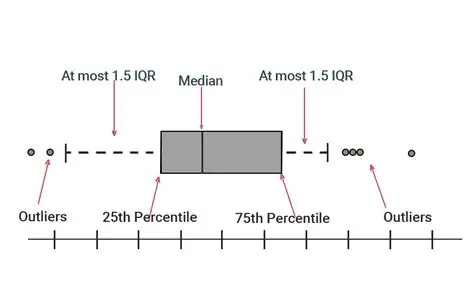 At most 1.5 IQR
Median
At most 1.5 IQR
Outliers
25th Percentile
75th Percentile
Outliers